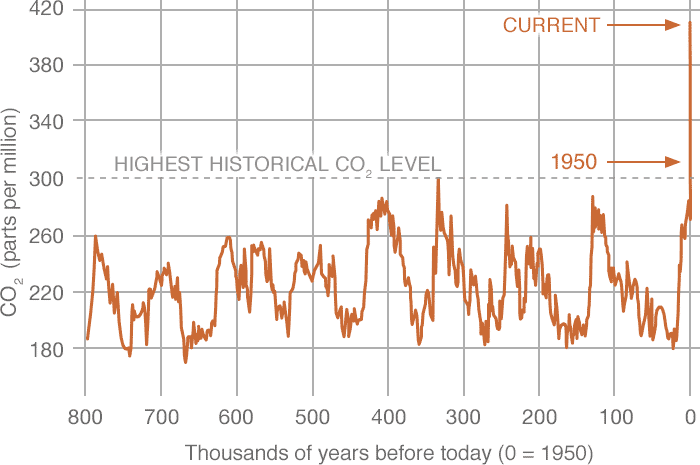 420
380
340
300
260
220
180
CO2 (parts per million)
CURRENT
1950
HIGHEST HISTORICAL CO2 LEVEL
800 700 600 500 400 300 200 100 0
Thousands of years before today (0 = 1950)